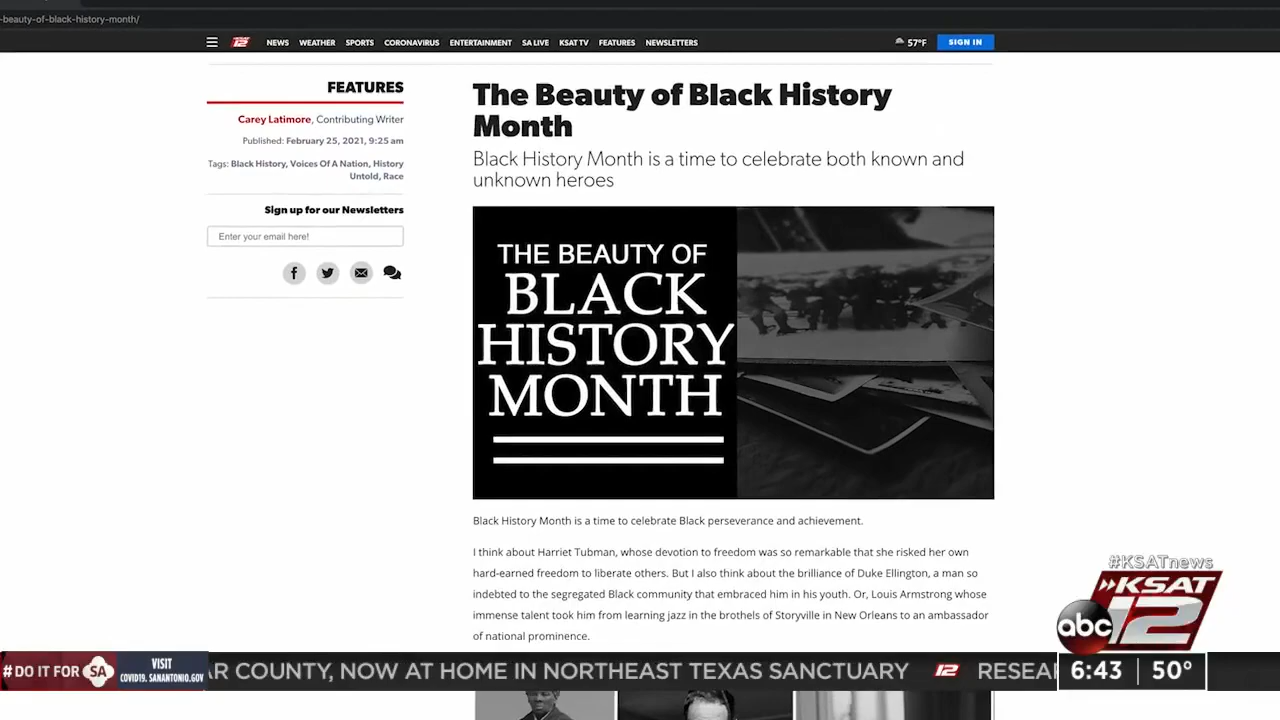 -beauty-of-black-history-month/
12
NEWS WEATHER SPORTS CORONAVIRUS ENTERTAINMENT SA LIVE KSAT TV FEATURES NEWSLETTERS
57°F
SIGN IN
FEATURES
Carey Latimore, Contributing Writer
Published: February 25, 2021, 9:25 am
Tags: Black History, Voices Of A Nation, History
Untold, Race
Sign up for our Newsletters
Enter your email here!
The Beauty of Black History
Month
Black History Month is a time to celebrate both known and
unknown heroes
THE BEAUTY OF
BLACK
HISTORY
MONTH
Black History Month is a time to celebrate Black perseverance and achievement.
I think about Harriet Tubman, whose devotion to freedom was so remarkable that she risked her own
hard-earned freedom to liberate others. But I also think about the brilliance of Duke Ellington, a man so
indebted to the segregated Black community that embraced him in his youth. Or, Louis Armstrong whose
immense talent took him from learning jazz in the brothels of Storyville in New Orleans to an ambassador
of national prominence.
#KSATnews
KSAT
abc
12
#DO IT FOR SA
VISIT
COVID19.SANANTONIO.GOV
AR COUNTY, NOW AT HOME IN NORTHEAST TEXAS SANCTUARY 12 RESEA
6:43 50°